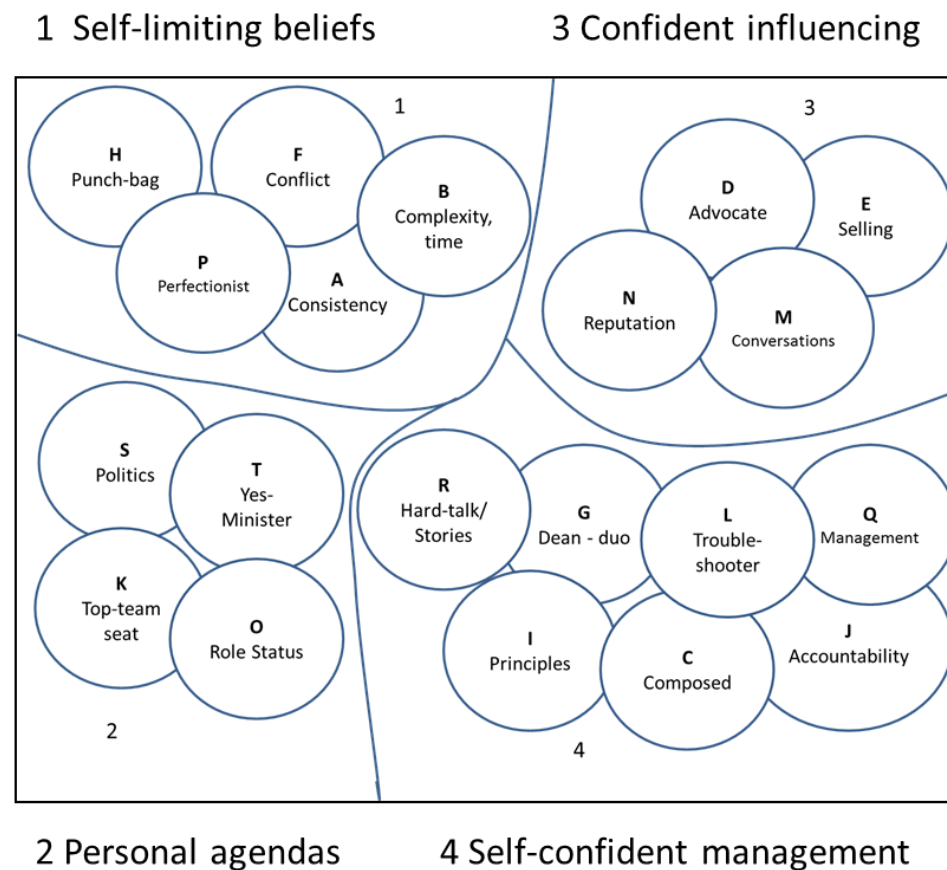 1 Self-limiting beliefs
3 Confident influencing
1
H
Punch-bag
F
Conflict
B
Complexity,
time
P
Perfectionist
A
Consistency
3
D
Advocate
E
Selling
N
Reputation
M
Conversations
S
Politics
T
Yes-
Minister
K
Top-team
seat
O
Role Status
2
R
Hard-talk/
Stories
G
Dean - duo
L
Trouble-
shooter
Q
Management
I
Principles
C
Composed
J
Accountability
4
2 Personal agendas
4 Self-confident management